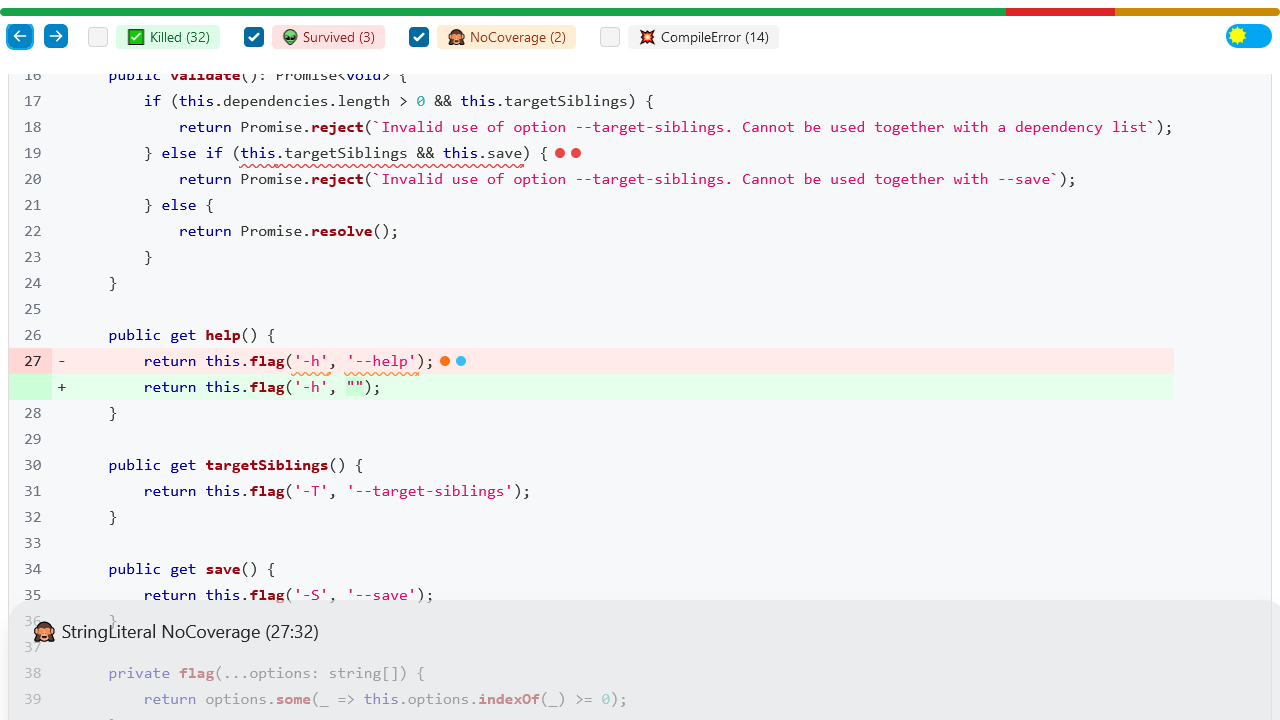 Killed (32) Survived (3) NoCoverage (2) CompileError (14)
16 public validate(): Promise<void> {
17 if (this.dependencies.length > 0 && this.targetSiblings) {
18 return Promise.reject(`Invalid use of option --target-siblings. Cannot be used together with a dependency list`);
19 } else if (this.targetSiblings && this.save) {
20 return Promise.reject(`Invalid use of option --target-siblings. Cannot be used together with --save`);
21 } else {
22 return Promise.resolve();
23 }
24 }
25
26 public get help() {
27 - return this.flag('-h', '--help');
+ return this.flag('-h', "");
28 }
29
30 public get targetSiblings() {
31 return this.flag('-T', '--target-siblings');
32 }
33
34 public get save() {
35 return this.flag('-S', '--save');
36 }
StringLiteral NoCoverage (27:32)
37
38 private flag(...options: string[]) {
39 return options.some(_ => this.options.indexOf(_) >= 0);